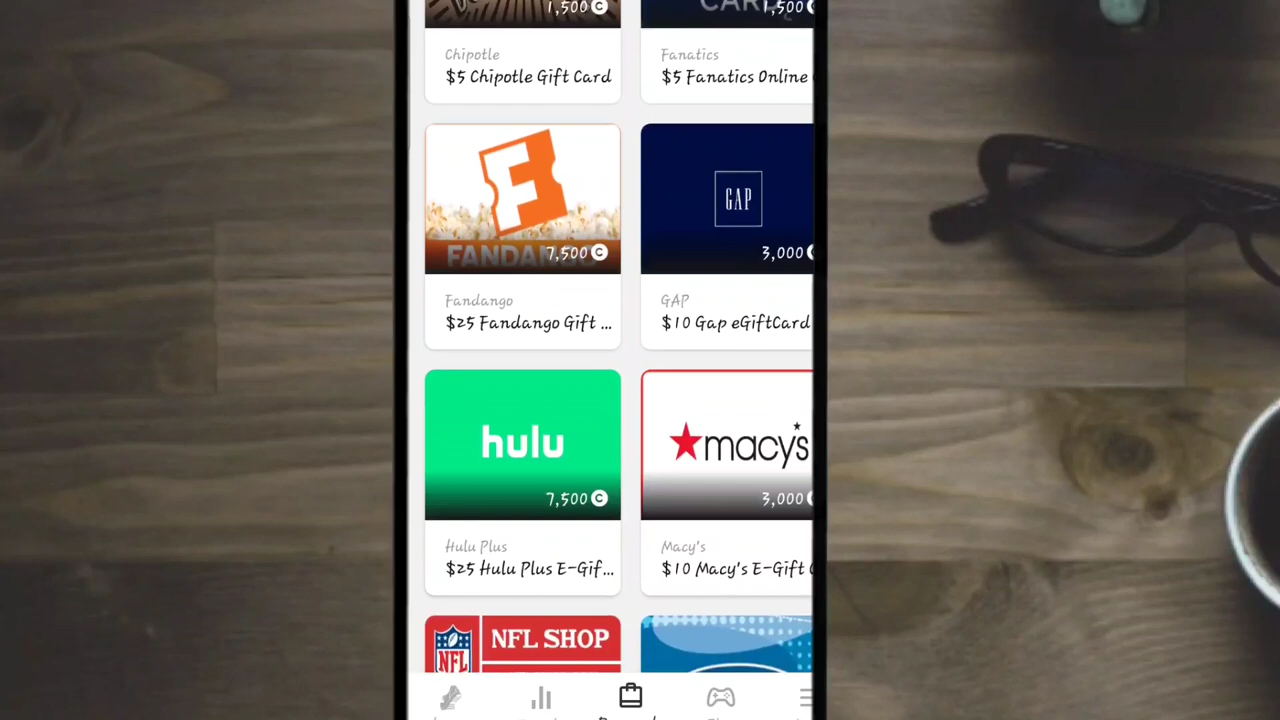 1,500
1,500
Chipotle
$5 Chipotle Gift Card
Fanatics
$5 Fanatics Online
F
FANDANGO
7,500
GAP
3,000
Fandango
$25 Fandango Gift ...
GAP
$10 Gap eGiftCard
hulu
7,500
macy's
3,000
Hulu Plus
$25 Hulu Plus E-Gif...
Macy's
$10 Macy's E-Gift
NFL
NFL SHOP